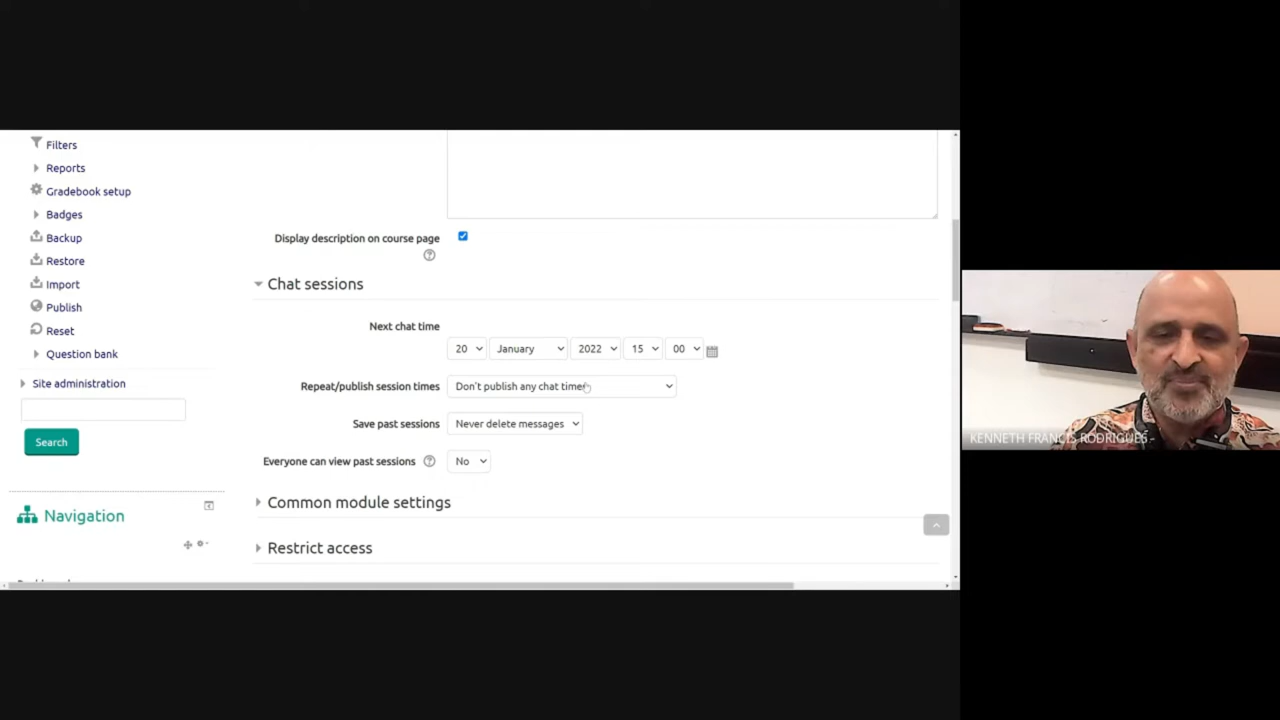 Filters
Reports
Gradebook setup
Badges
Backup
Restore
Import
Publish
Reset
Question bank
Site administration
Search
Navigation
Display description on course page
Chat sessions
Next chat time
20 January 2022 15 00
Repeat/publish session times Don't publish any chat times
Save past sessions Never delete messages
Everyone can view past sessions No
Common module settings
Restrict access
KENNETH FRANCIS RODRIGUES -